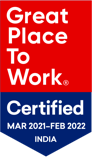 Great
Place
To
Work®
Certified
MAR 2021-FEB 2022
INDIA